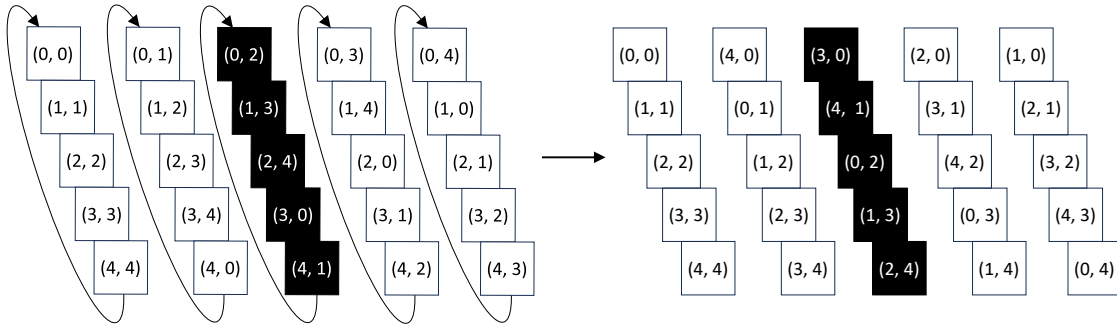 (0, 0) (0, 1) (0, 2) (0, 3) (0, 4) (0, 0) (4, 0) (3, 0) (2, 0) (1, 0)
(1, 1) (1, 2) (1, 3) (1, 4) (1, 0) (1, 1) (0, 1) (4, 1) (3, 1) (2, 1)
(2, 2) (2, 3) (2, 4) (2, 0) (2, 1) (2, 2) (1, 2) (0, 2) (4, 2) (3, 2)
(3, 3) (3, 4) (3, 0) (3, 1) (3, 2) (3, 3) (2, 3) (1, 3) (0, 3) (4, 3)
(4, 4) (4, 0) (4, 1) (4, 2) (4, 3) (4, 4) (3, 4) (2, 4) (1, 4) (0, 4)